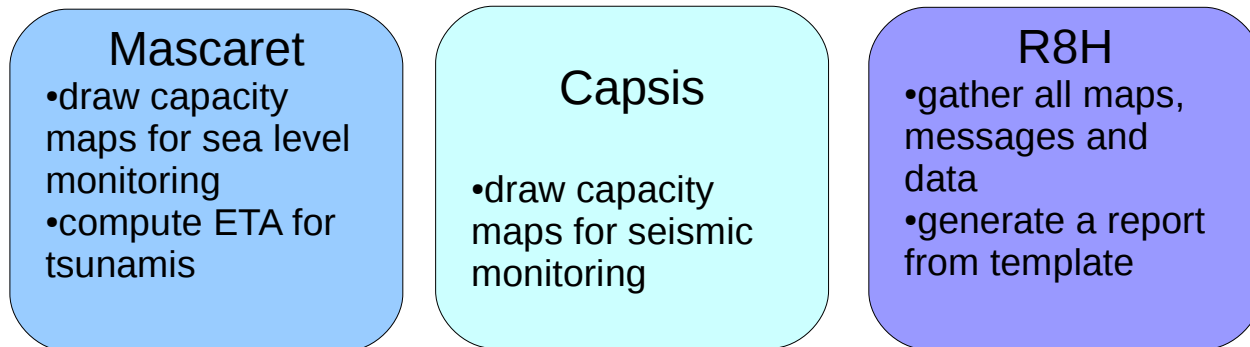 Mascaret
•draw capacity
maps for sea level
monitoring
•compute ETA for
tsunamis
Capsis
•draw capacity
maps for seismic
monitoring
R8H
•gather all maps,
messages and
data
•generate a report
from template